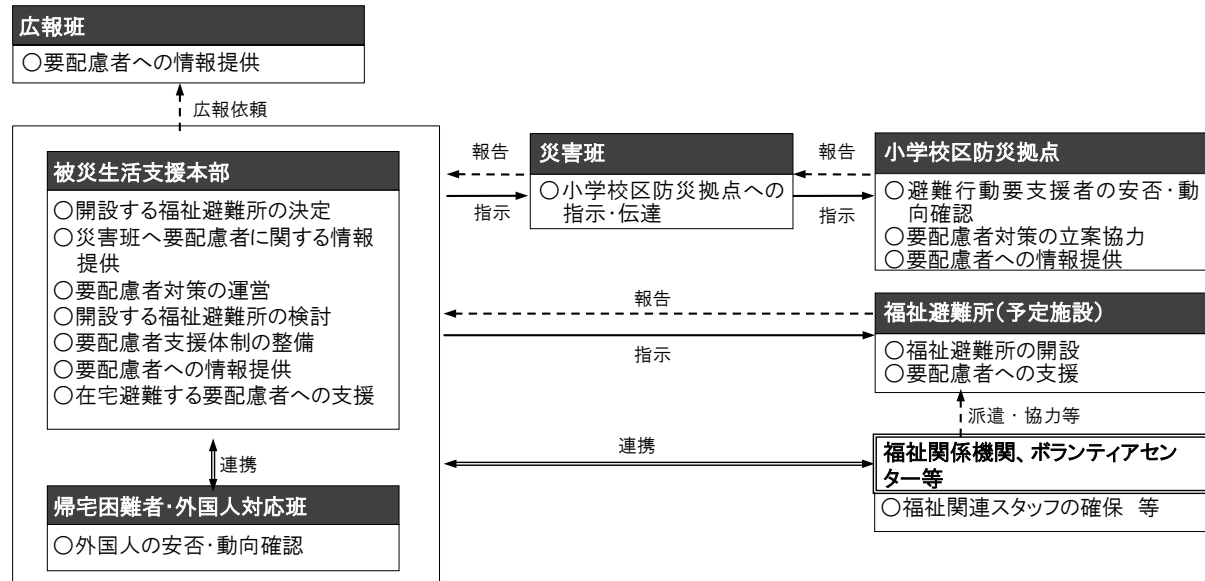 広報班
○要配慮者への情報提供
広報依頼
被災生活支援本部
○開設する福祉避難所の決定
○災害班へ要配慮者に関する情報
提供
○要配慮者対策の運営
○開設する福祉避難所の検討
○要配慮者支援体制の整備
○要配慮者への情報提供
○在宅避難する要配慮者への支援
連携
帰宅困難者・外国人対応班
○外国人の安否・動向確認
報告
指示
災害班
○小学校区防災拠点への
指示・伝達
報告
指示
小学校区防災拠点
○避難行動要支援者の安否・動
向確認
○要配慮者対策の立案協力
○要配慮者への情報提供
報告
指示
福祉避難所（予定施設）
○福祉避難所の開設
○要配慮者への支援
派遣・協力等
連携
福祉関係機関、ボランティアセン
ター等
○福祉関連スタッフの確保　等